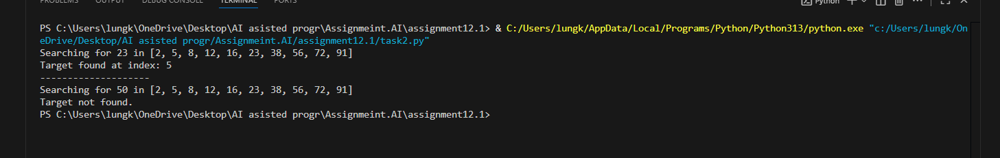 PROBLEMS OUTPUT DEBUG CONSOLE TERMINAL PORTS Python
PS C:\Users\lungk\OneDrive\Desktop\AI asisted progr\Assignmeint.AI\assignment12.1> & C:/Users/lungk/AppData/Local/Programs/Python/Python313/python.exe "c:/Users/lungk/On
eDrive/Desktop/AI asisted progr/Assignmeint.AI/assignment12.1/task2.py"
Searching for 23 in [2, 5, 8, 12, 16, 23, 38, 56, 72, 91]
Target found at index: 5
--------------------
Searching for 50 in [2, 5, 8, 12, 16, 23, 38, 56, 72, 91]
Target not found.
PS C:\Users\lungk\OneDrive\Desktop\AI asisted progr\Assignmeint.AI\assignment12.1>